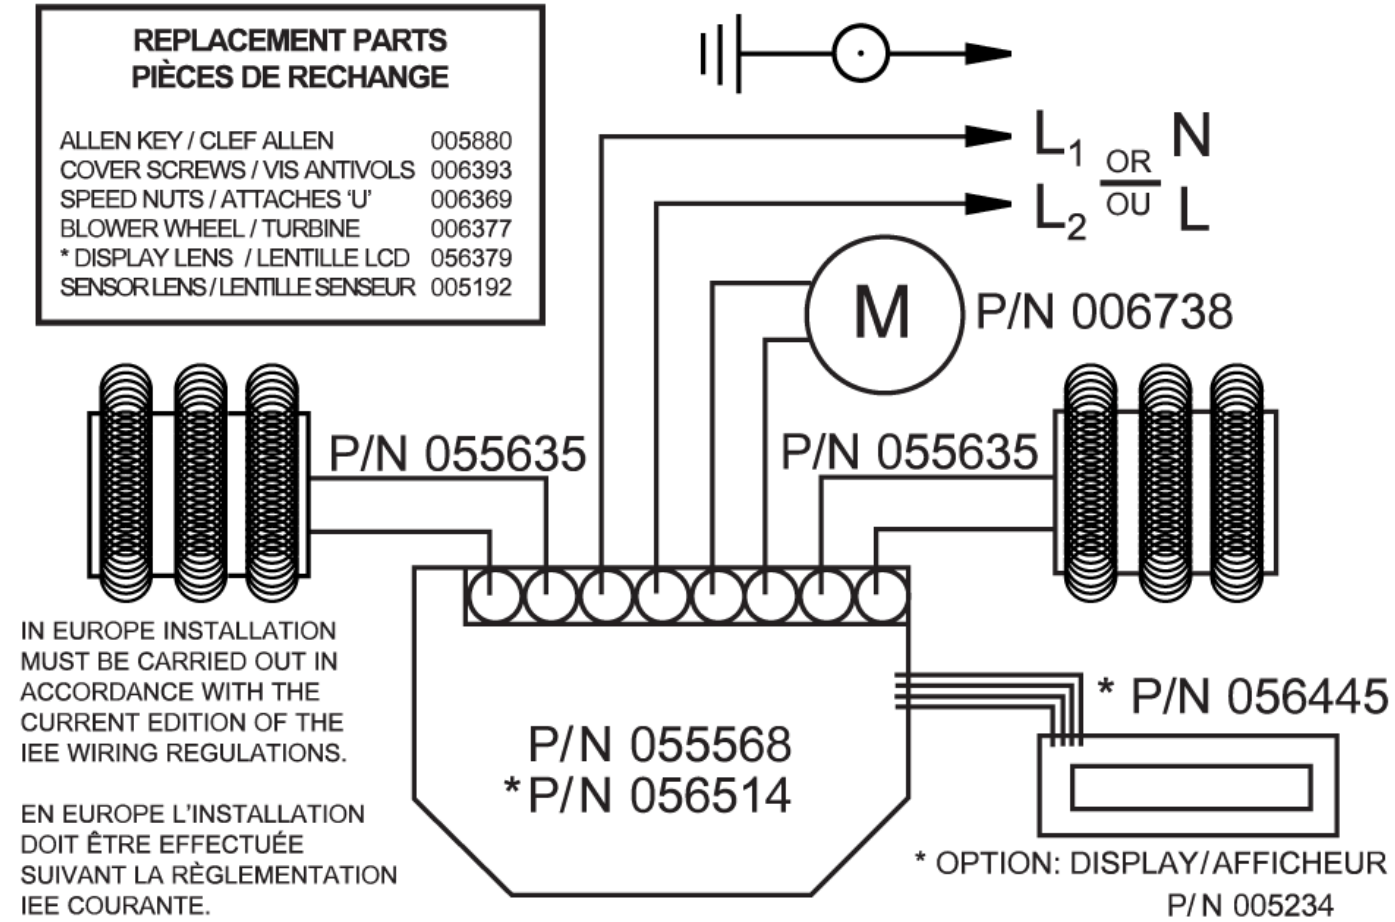 REPLACEMENT PARTS
PIÈCES DE RECHANGE
ALLEN KEY / CLEF ALLEN 005880
COVER SCREWS / VIS ANTIVOLS 006393
SPEED NUTS / ATTACHES 'U' 006369
BLOWER WHEEL / TURBINE 006377
* DISPLAY LENS / LENTILLE LCD 056379
SENSOR LENS / LENTILLE SENSEUR 005192
L1 OR N
L2 OU L
M P/N 006738
P/N 055635
P/N 055635
IN EUROPE INSTALLATION
MUST BE CARRIED OUT IN
ACCORDANCE WITH THE
CURRENT EDITION OF THE
IEE WIRING REGULATIONS.
EN EUROPE L'INSTALLATION
DOIT ÊTRE EFFECTUÉE
SUIVANT LA RÈGLEMENTATION
IEE COURANTE.
P/N 055568
*P/N 056514
* P/N 056445
* OPTION: DISPLAY/AFFICHEUR
P/N 005234